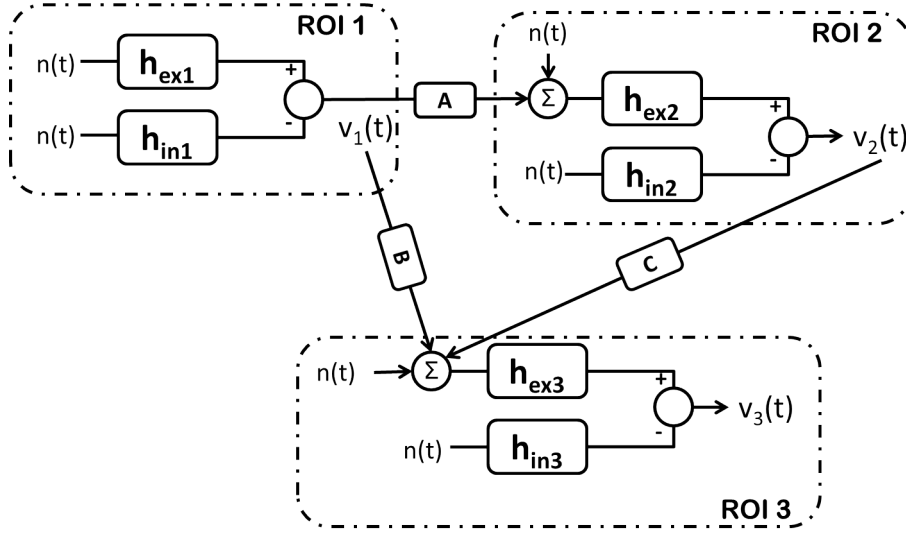 ROI 1
n(t)
h_ex1
+
n(t)
h_in1
-
v_1(t)
A
ROI 2
n(t)
Σ
h_ex2
+
n(t)
h_in2
-
v_2(t)
B
C
n(t)
Σ
h_ex3
+
n(t)
h_in3
-
v_3(t)
ROI 3